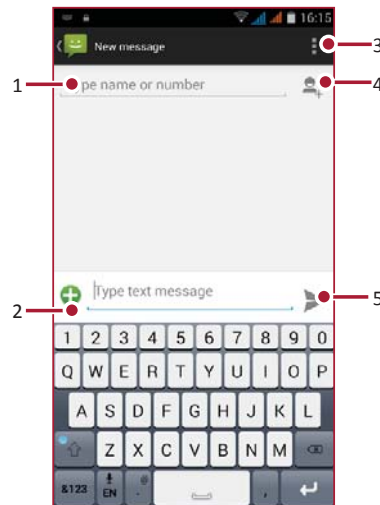 16:15
New message
3
1
pe name or number
4
Type text message
5
2
1 2 3 4 5 6 7 8 9 0
Q W E R T Y U I O P
A S D F G H J K L
Z X C V B N M
&123 EN . @ ,